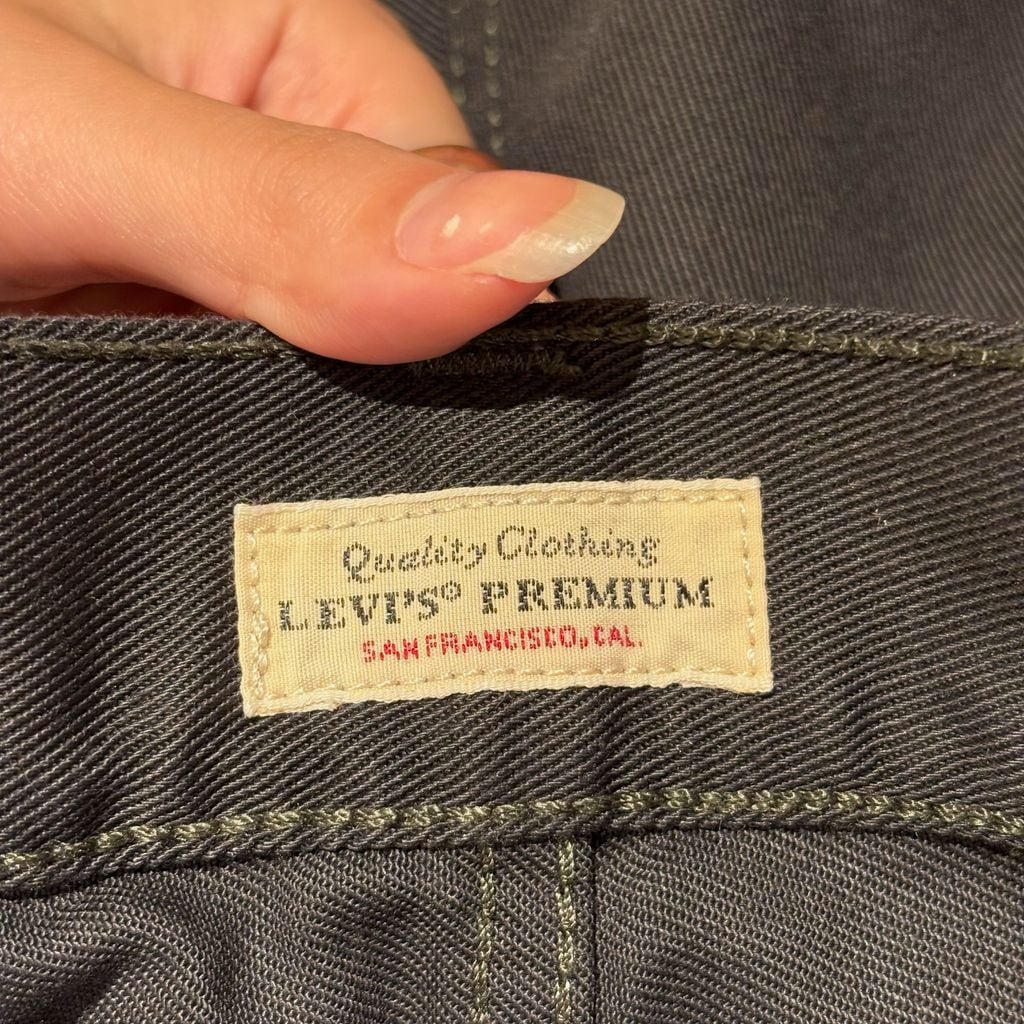 Quality Clothing
LEVI'S® PREMIUM
SAN FRANCISCO, CAL.